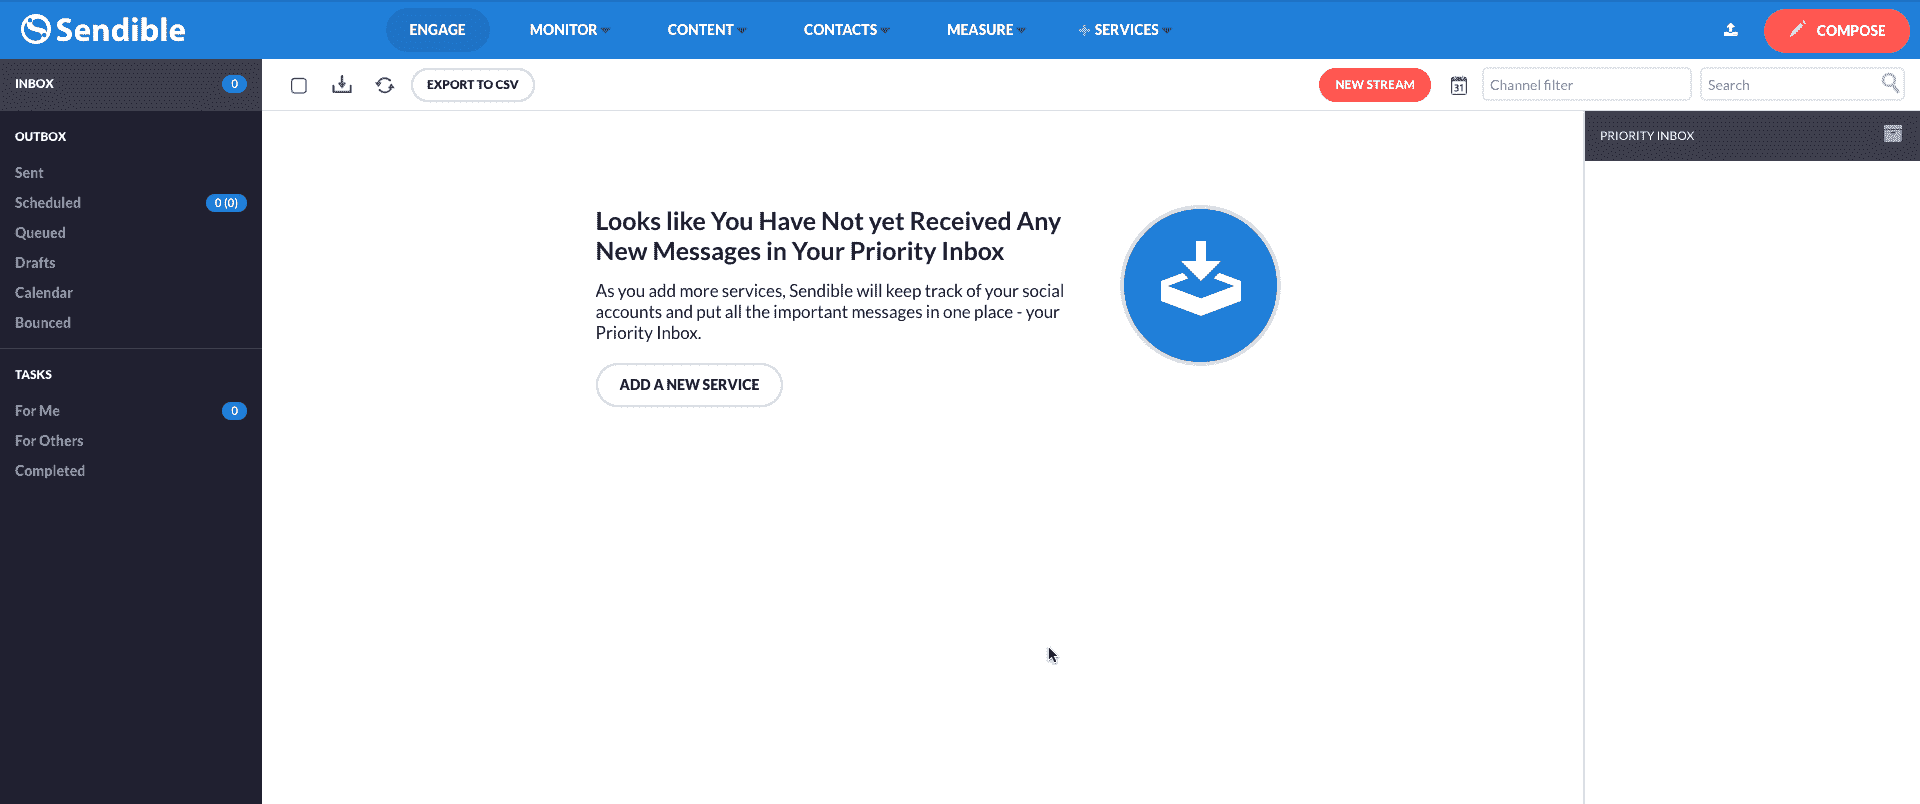 Sendible
ENGAGE
MONITOR
CONTENT
CONTACTS
MEASURE
SERVICES
COMPOSE
INBOX
0
EXPORT TO CSV
NEW STREAM
31
Channel filter
Search
OUTBOX
Sent
Scheduled
0 (0)
Queued
Drafts
Calendar
Bounced
TASKS
For Me
0
For Others
Completed
Looks like You Have Not yet Received Any
New Messages in Your Priority Inbox
As you add more services, Sendible will keep track of your social
accounts and put all the important messages in one place - your
Priority Inbox.
ADD A NEW SERVICE
PRIORITY INBOX